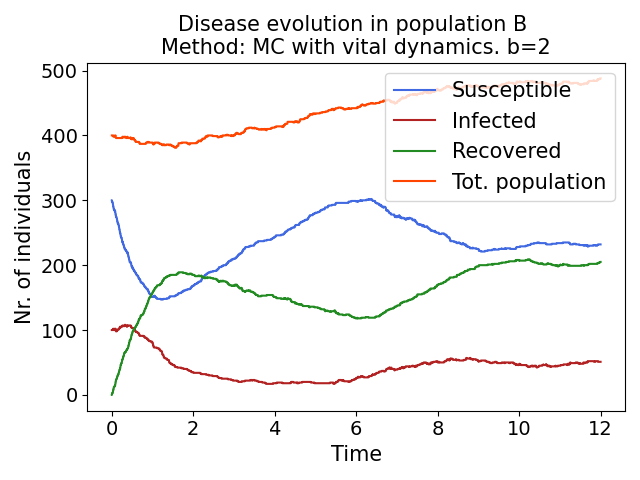 Disease evolution in population B
Method: MC with vital dynamics. b=2
Nr. of individuals
500
400
300
200
100
0
Susceptible
Infected
Recovered
Tot. population
0 2 4 6 8 10 12
Time